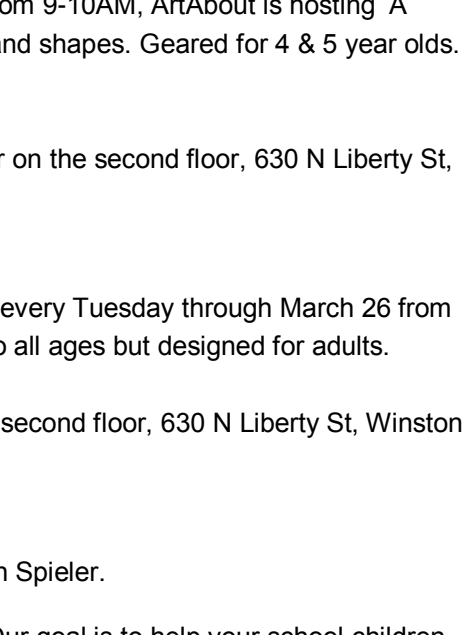 om 9-10AM, ArtAbout is hosting "A
and shapes. Geared for 4 & 5 year olds.
r on the second floor, 630 N Liberty St,
every Tuesday through March 26 from
o all ages but designed for adults.
second floor, 630 N Liberty St, Winston
n Spieler.
Our goal is to help your school children